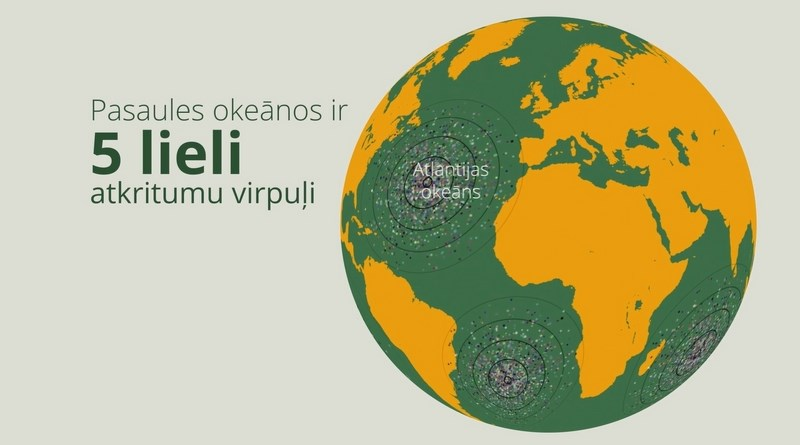 Pasaules okeānos ir
5 lieli
atkritumu virpuļi
Atlantijas
okeāns